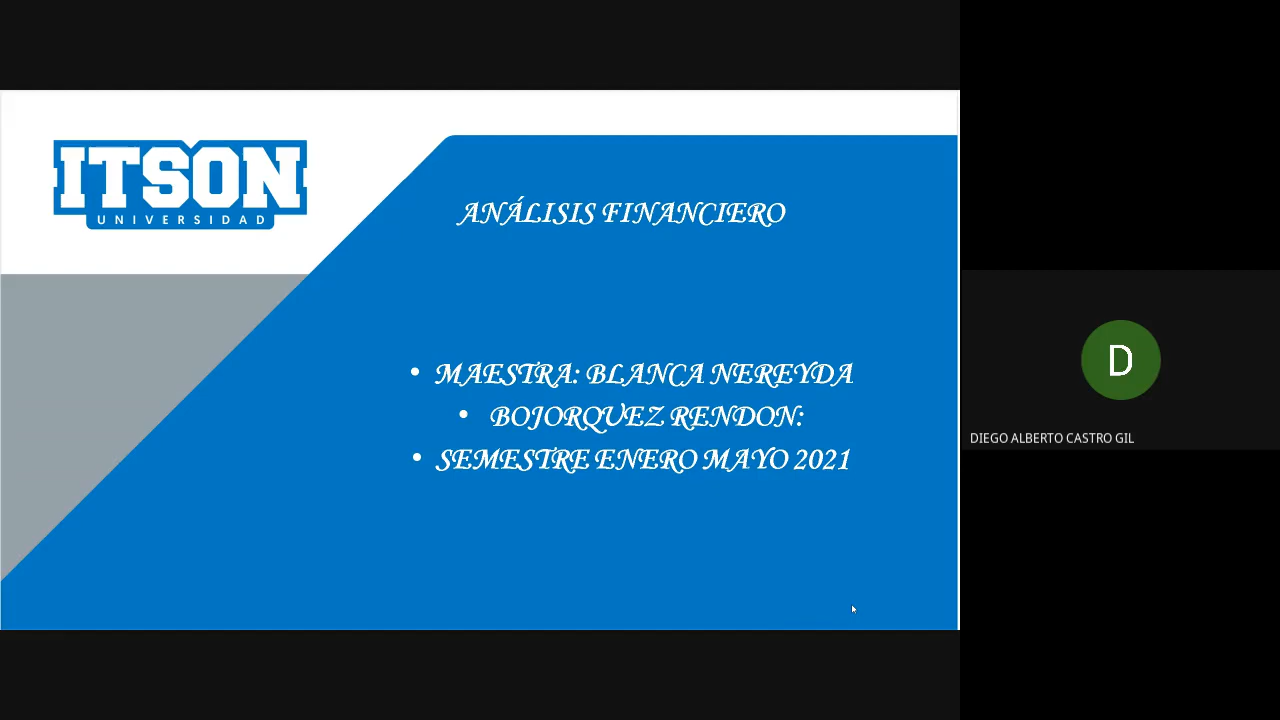 ITSON
UNIVERSIDAD
ANÁLISIS FINANCIERO
• MAESTRA: BLANCA NEREYDA
• BOJORQUEZ RENDON:
• SEMESTRE ENERO MAYO 2021
D
DIEGO ALBERTO CASTRO GIL